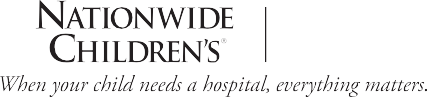 NATIONWIDE
CHILDREN'S®
When your child needs a hospital, everything matters.